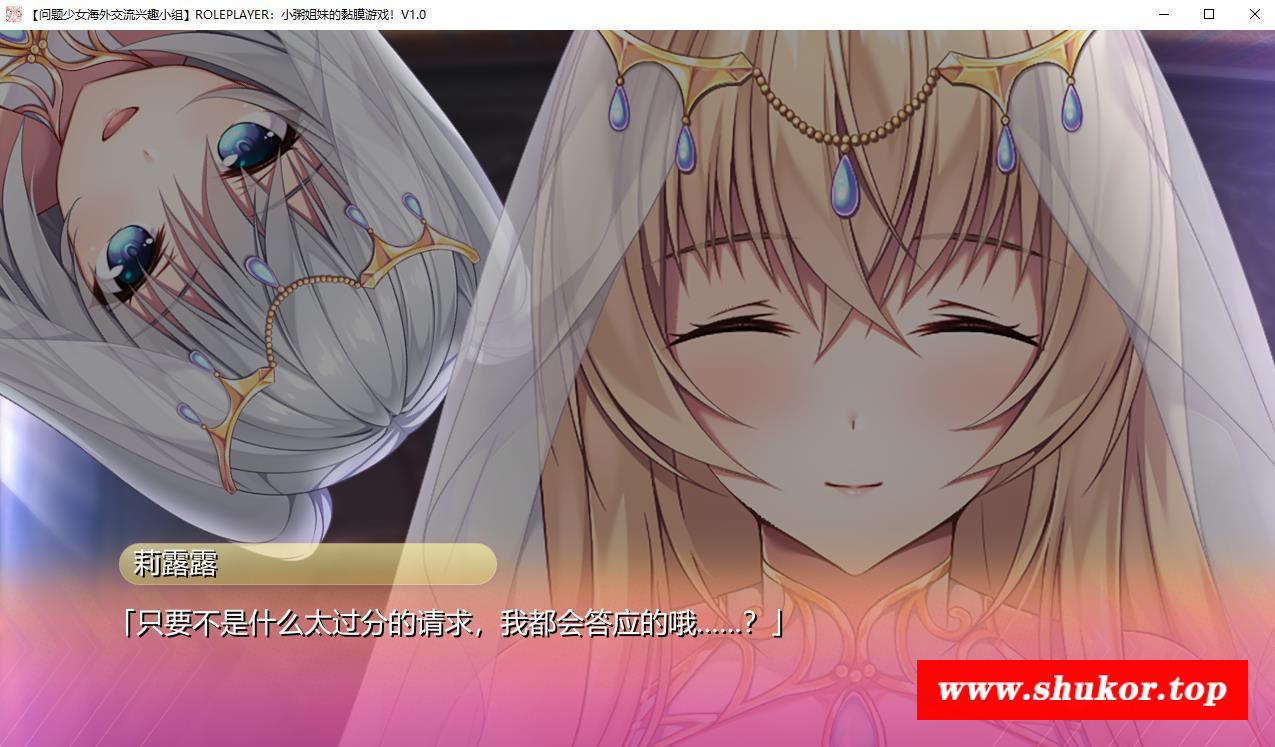 【问题少女海外交流兴趣小组】ROLEPLAYER：小粥姐妹的黏膜游戏！V1.0
莉露露
「只要不是什么太过分的请求，我都会答应的哦……？」
www.shukor.top